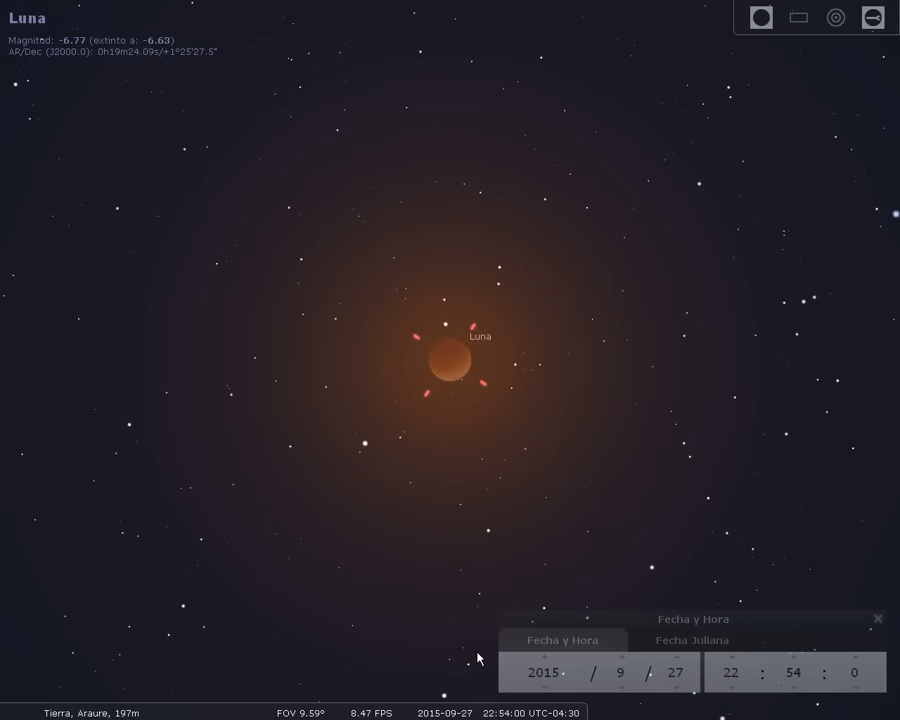 Luna
Magnitud: -6.77 (extinto a: -6.63)
AR/Dec (J2000.0): 0h19m24.09s/+1°25'27.5"
Luna
Fecha y Hora
Fecha y Hora Fecha Juliana
2015 / 9 / 27 22 : 54 : 0
Tierra, Araure, 197m FOV 9.59° 8.47 FPS 2015-09-27 22:54:00 UTC-04:30